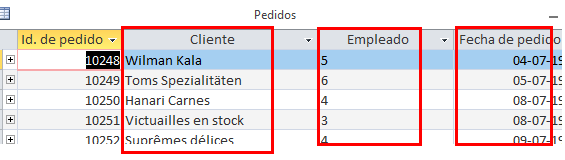 Pedidos
Id. de pedido Cliente Empleado Fecha de pedido
10248 Wilman Kala 5 04-07-19
10249 Toms Spezialitäten 6 05-07-19
10250 Hanari Carnes 4 08-07-19
10251 Victuailles en stock 3 08-07-19
10252 Suprêmes délices 4 09-07-19